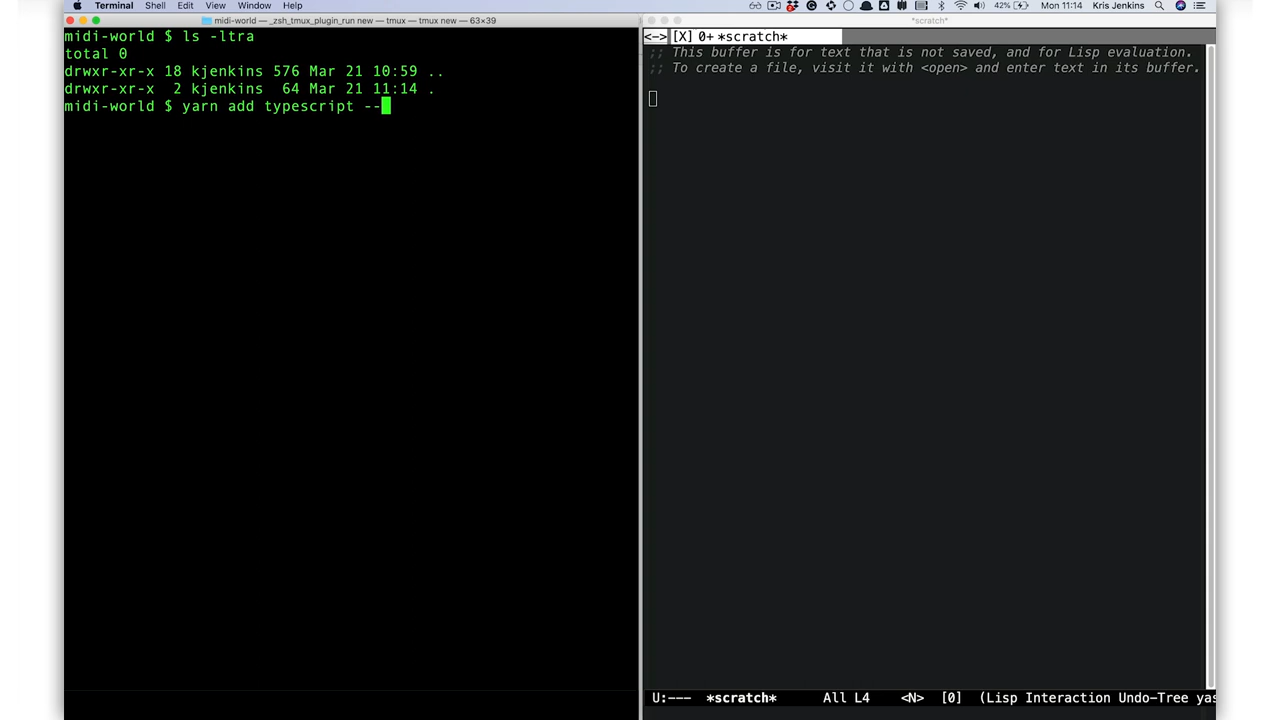 Terminal Shell Edit View Window Help 42% Mon 11:14 Kris Jenkins
midi-world — _zsh_tmux_plugin_run new — tmux — tmux new — 63×39
*scratch*
midi-world $ ls -ltra
<-> [X] 0+ *scratch*
total 0
;; This buffer is for text that is not saved, and for Lisp evaluation.
drwxr-xr-x 18 kjenkins 576 Mar 21 10:59 ..
;; To create a file, visit it with <open> and enter text in its buffer.
drwxr-xr-x  2 kjenkins  64 Mar 21 11:14 .
midi-world $ yarn add typescript --
U:--- *scratch* All L4 <N> [0] (Lisp Interaction Undo-Tree yas